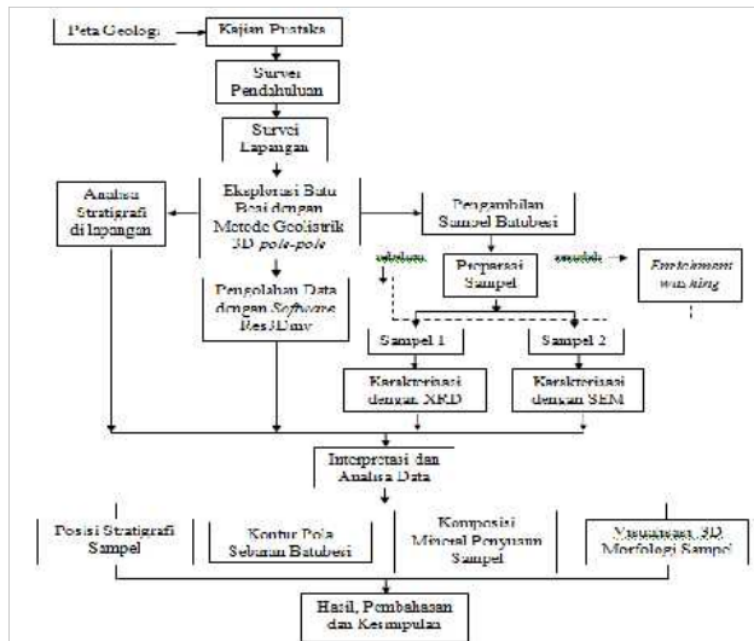 Peta Geologi
Kajian Pustaka
Survei
Pendahuluan
Survei
Lapangan
Analisa
Stratigrafi
di lapangan
Eksplorasi Batu
Besi dengan
Metode Geolistrik
3D pole-pole
Pengambilan
Sampel Batubesi
sebelum
Preparasi
Sampel
sesudah
Enrichment
washing
Pengolahan Data
dengan Software
Res3Dinv
Sampel 1
Sampel 2
Karakterisasi
dengan XRD
Karakterisasi
dengan SEM
Interpretasi dan
Analisa Data
Posisi Stratigrafi
Sampel
Kontur Pola
Sebaran Batubesi
Komposisi
Mineral Penyusun
Sampel
Visualisasi 3D
Morfologi Sampel
Hasil, Pembahasan
dan Kesimpulan